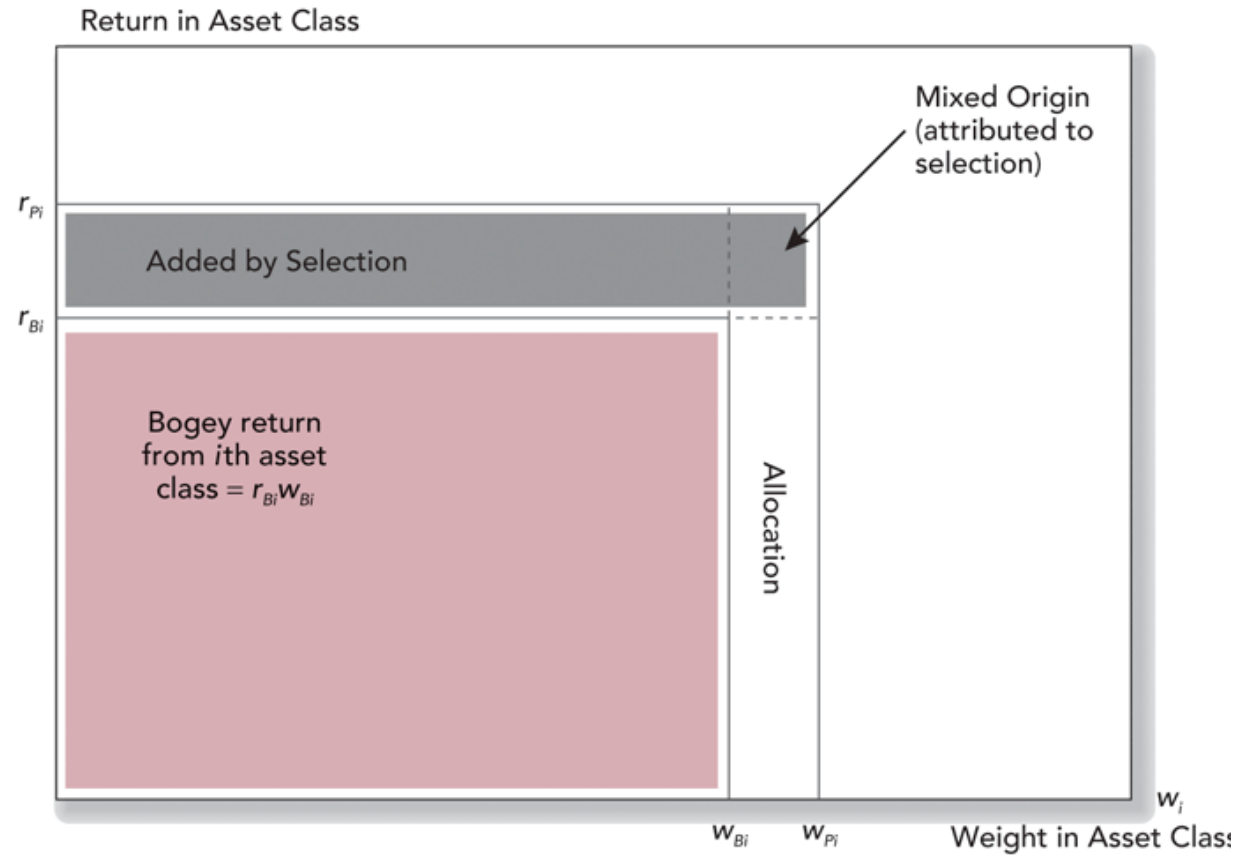 Return in Asset Class
Mixed Origin
(attributed to
selection)
r_Pi
Added by Selection
r_Bi
Bogey return
from ith asset
class = r_Bi w_Bi
Allocation
w_i
w_Bi
w_Pi
Weight in Asset Class